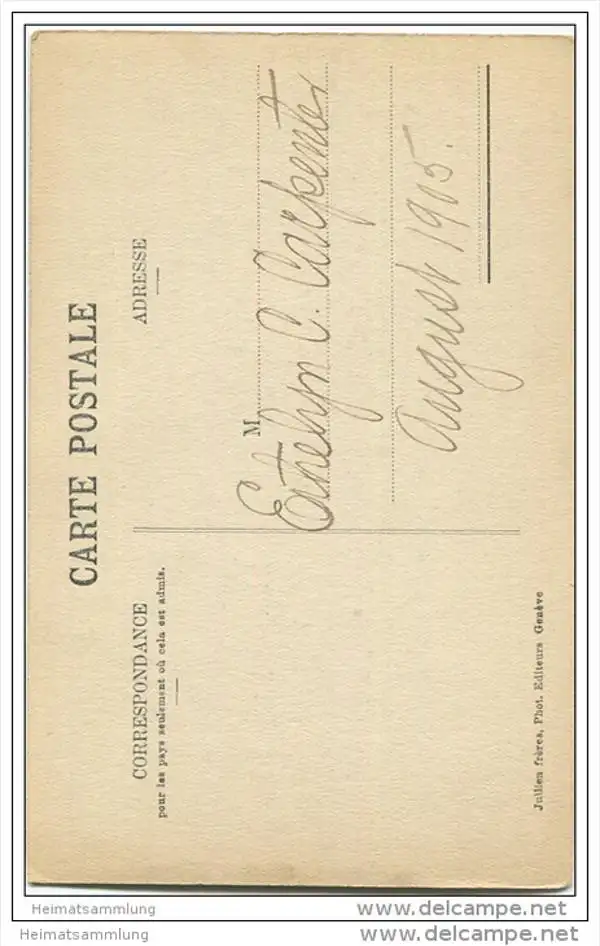 CARTE POSTALE
CORRESPONDANCE
pour les pays seulement où cela est admis.
ADRESSE
M
Ethelyn C. Carpenter
August 1905.
Jullien frères, Phot. Editeurs Genève
Heimatsammlung
www.delcampe.net
Heimatsammlung
www.delcampe.net